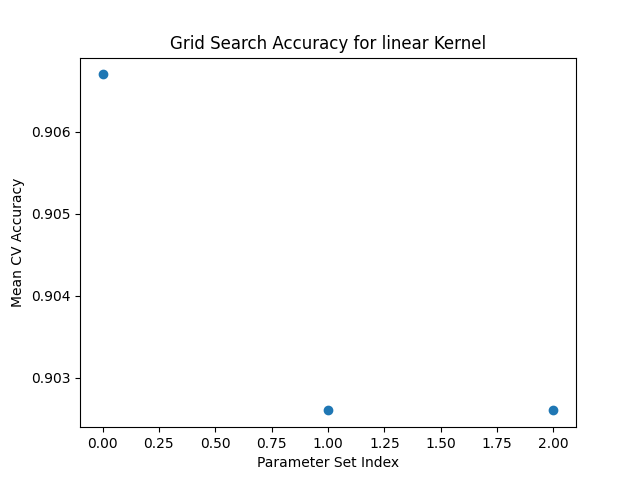 Grid Search Accuracy for linear Kernel
Mean CV Accuracy
0.906
0.905
0.904
0.903
0.00 0.25 0.50 0.75 1.00 1.25 1.50 1.75 2.00
Parameter Set Index